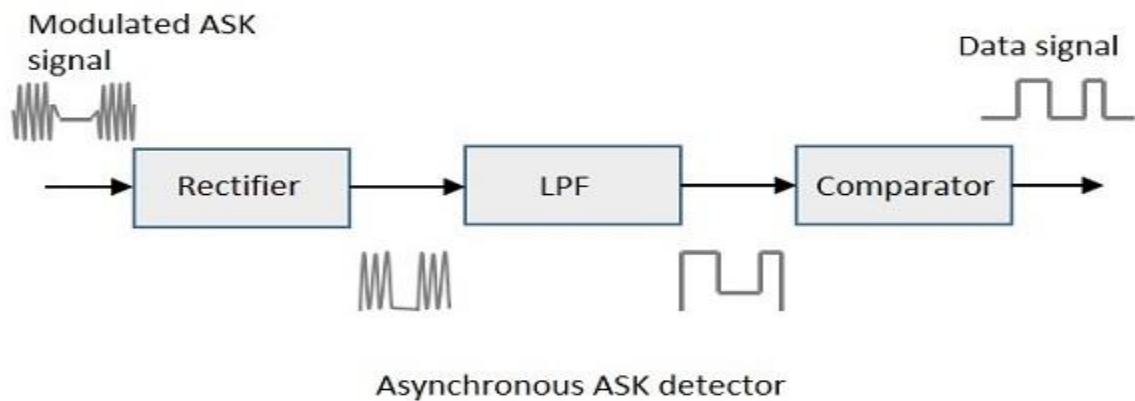 Modulated ASK
signal
Data signal
Rectifier
LPF
Comparator
Asynchronous ASK detector